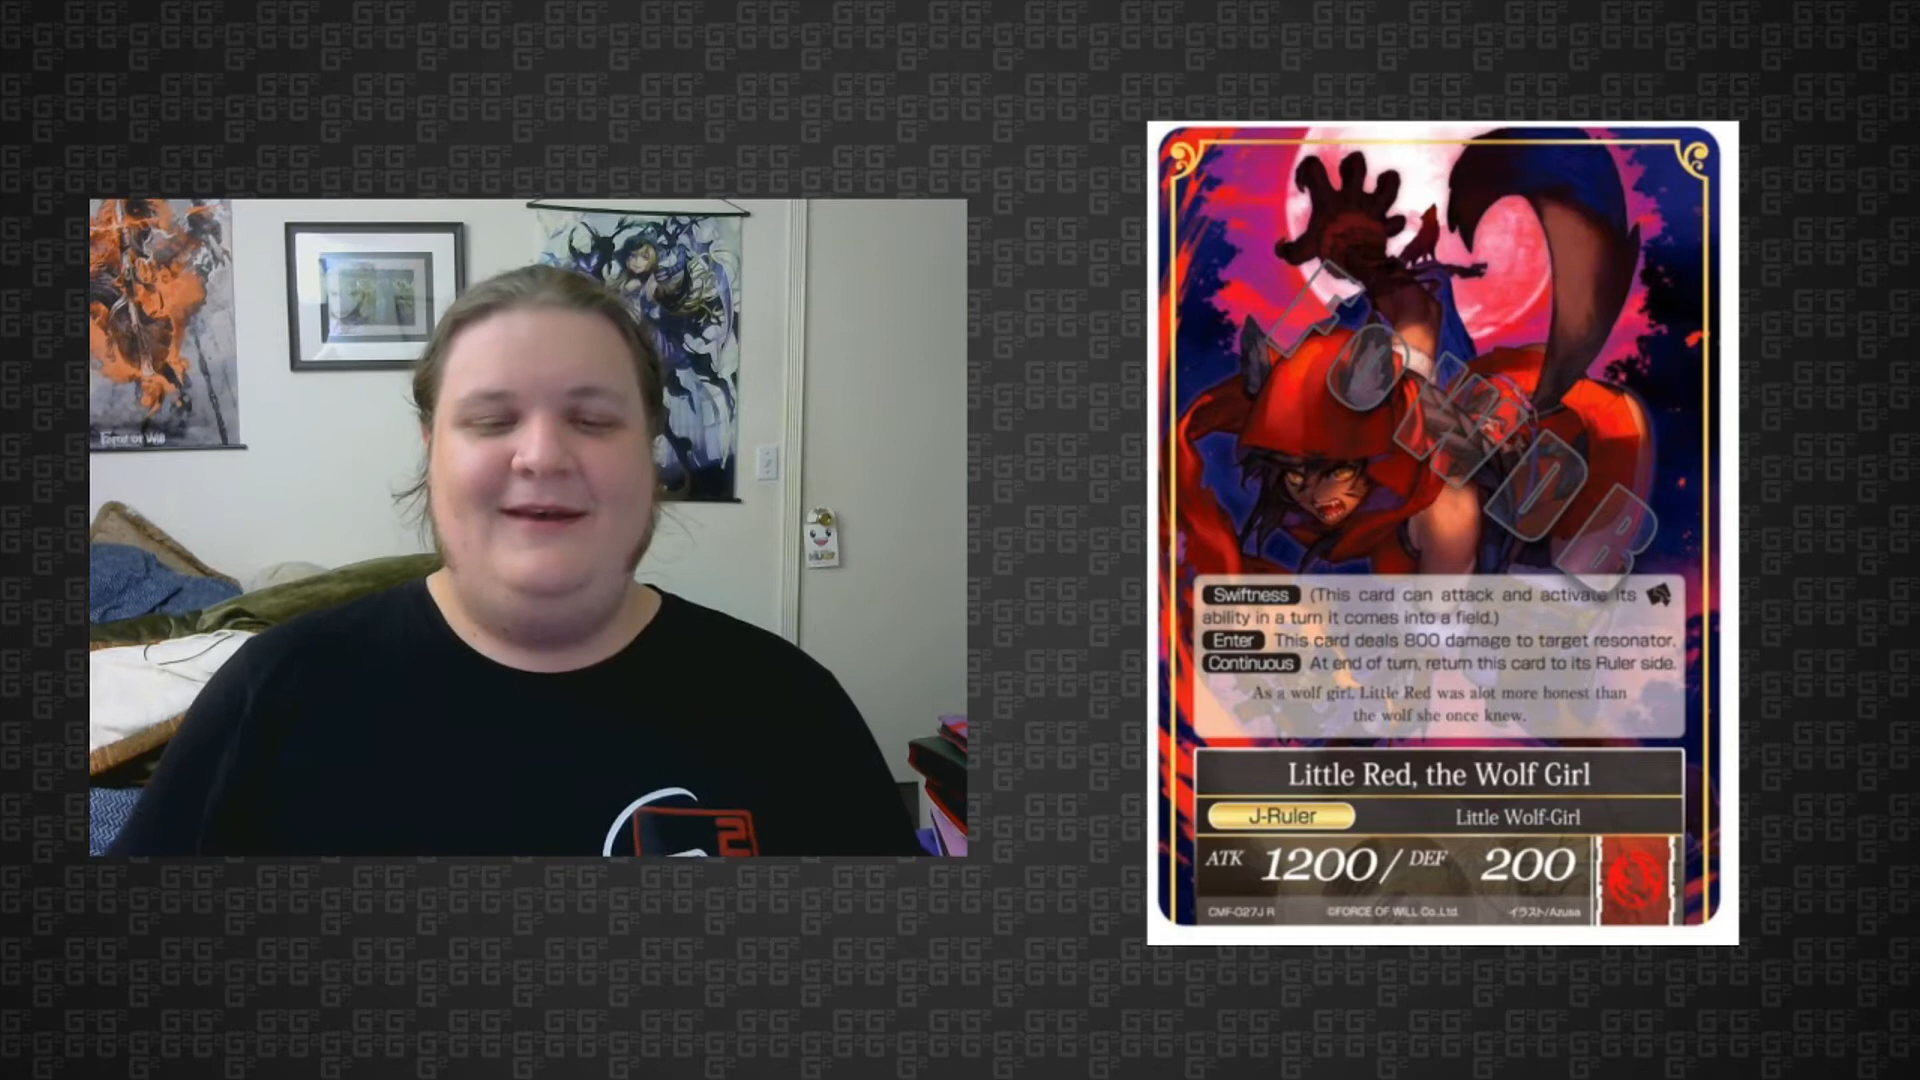 Force of Will
FOWDB
Swiftness (This card can attack and activate its
ability in a turn it comes into a field.)
Enter This card deals 800 damage to target resonator.
Continuous At end of turn, return this card to its Ruler side.
As a wolf girl, Little Red was alot more honest than
the wolf she once knew.
Little Red, the Wolf Girl
J-Ruler Little Wolf-Girl
ATK 1200 / DEF 200
CMF-027J R ©FORCE OF WILL Co.,Ltd. イラスト/Azusa